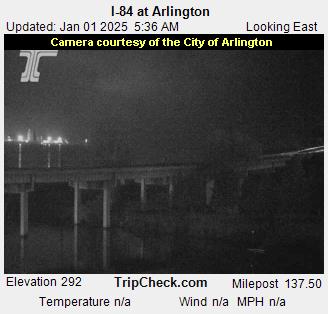 I-84 at Arlington
Updated: Jan 01 2025 5:36 AM Looking East
Camera courtesy of the City of Arlington
Elevation 292 TripCheck.com Milepost 137.50
Temperature n/a Wind n/a MPH n/a